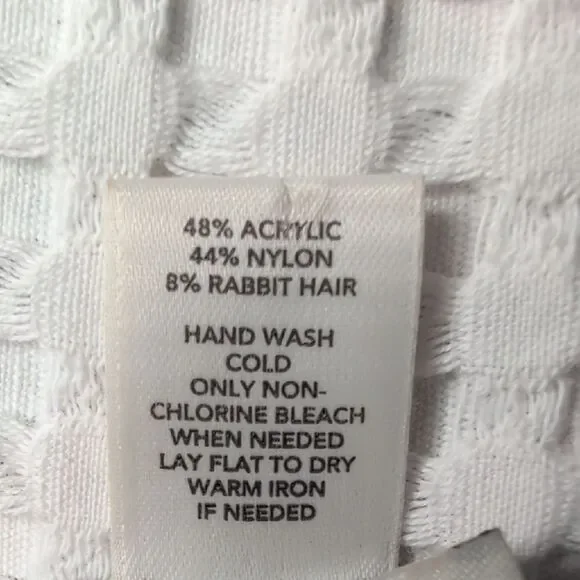 48% ACRYLIC
44% NYLON
8% RABBIT HAIR
HAND WASH
COLD
ONLY NON-
CHLORINE BLEACH
WHEN NEEDED
LAY FLAT TO DRY
WARM IRON
IF NEEDED